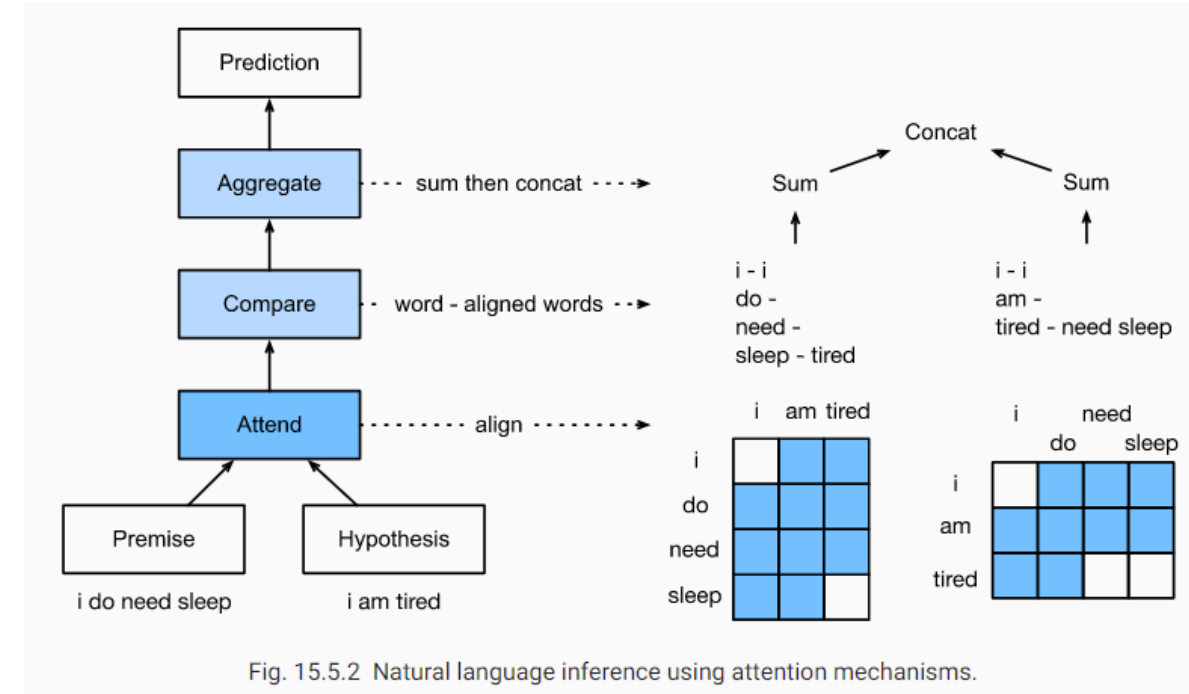 Prediction
Aggregate
sum then concat
Compare
word - aligned words
Attend
align
Premise
Hypothesis
i do need sleep
i am tired
Concat
Sum
Sum
i - i
do -
need -
sleep - tired
i - i
am -
tired - need sleep
i am tired
i
do
need
sleep
i need
do sleep
i
am
tired
Fig. 15.5.2 Natural language inference using attention mechanisms.